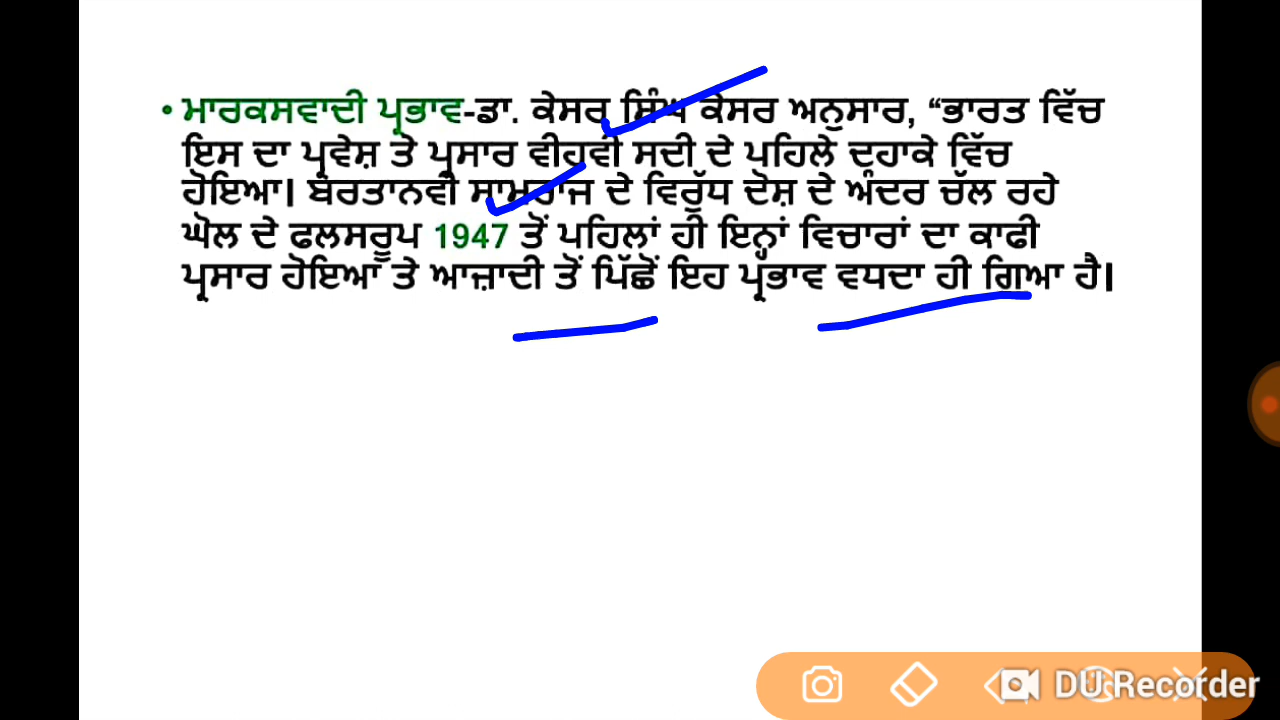 • ਮਾਰਕਸਵਾਦੀ ਪ੍ਰਭਾਵ-ਡਾ. ਕੇਸਰ ਸਿੰਘ ਕੇਸਰ ਅਨੁਸਾਰ, “ਭਾਰਤ ਵਿੱਚ
ਇਸ ਦਾ ਪ੍ਰਵੇਸ਼ ਤੇ ਪ੍ਰਸਾਰ ਵੀਹਵੀ ਸਦੀ ਦੇ ਪਹਿਲੇ ਦਹਾਕੇ ਵਿੱਚ
ਹੋਇਆ। ਬਰਤਾਨਵੀ ਸਾਮਰਾਜ ਦੇ ਵਿਰੁੱਧ ਦੋਸ਼ ਦੇ ਅੰਦਰ ਚੱਲ ਰਹੇ
ਘੋਲ ਦੇ ਫਲਸਰੂਪ 1947 ਤੋਂ ਪਹਿਲਾਂ ਹੀ ਇਨ੍ਹਾਂ ਵਿਚਾਰਾਂ ਦਾ ਕਾਫੀ
ਪ੍ਰਸਾਰ ਹੋਇਆ ਤੇ ਆਜ਼ਾਦੀ ਤੋਂ ਪਿੱਛੋਂ ਇਹ ਪ੍ਰਭਾਵ ਵਧਦਾ ਹੀ ਗਿਆ ਹੈ।
DU Recorder